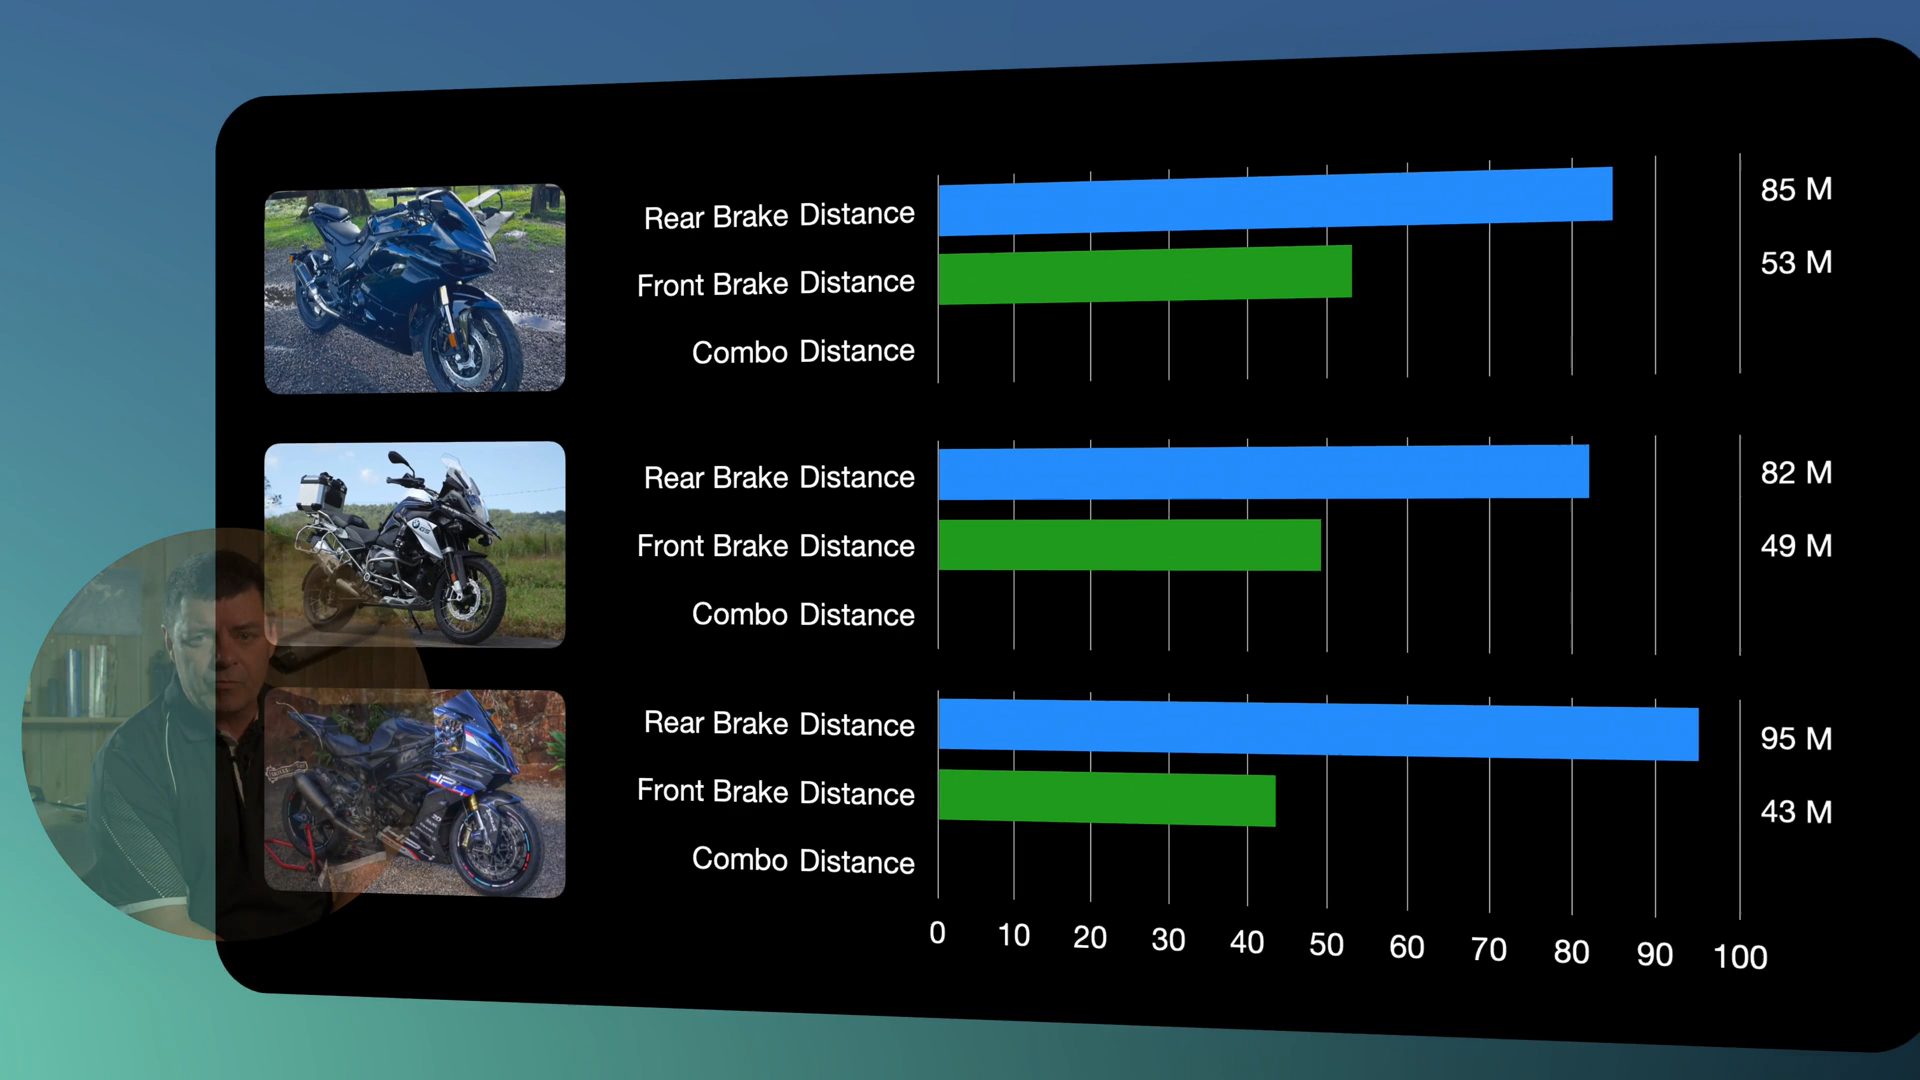 Rear Brake Distance 85 M
Front Brake Distance 53 M
Combo Distance
Rear Brake Distance 82 M
Front Brake Distance 49 M
Combo Distance
Rear Brake Distance 95 M
Front Brake Distance 43 M
Combo Distance
0 10 20 30 40 50 60 70 80 90 100